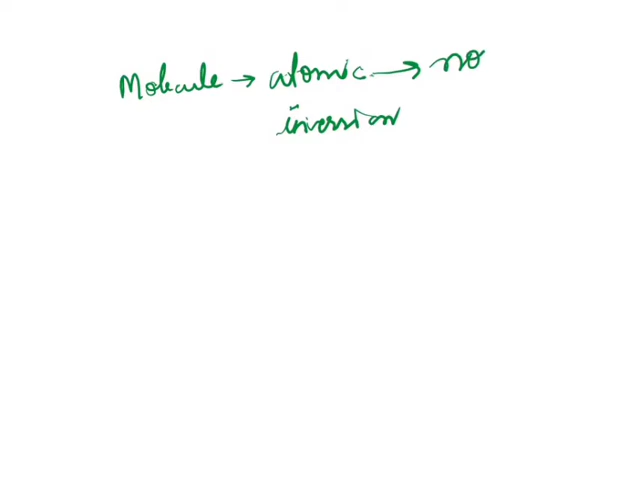 Molecule → atomic → no
inversion